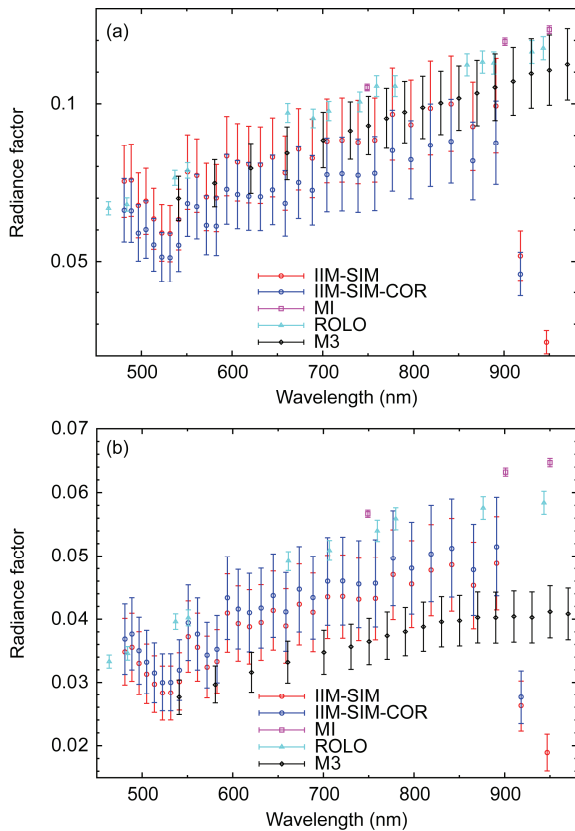 (a)
0.1
0.05
Radiance factor
IIM-SIM
IIM-SIM-COR
MI
ROLO
M3
500 600 700 800 900
Wavelength (nm)
(b)
0.07
0.06
0.05
0.04
0.03
0.02
Radiance factor
IIM-SIM
IIM-SIM-COR
MI
ROLO
M3
500 600 700 800 900
Wavelength (nm)